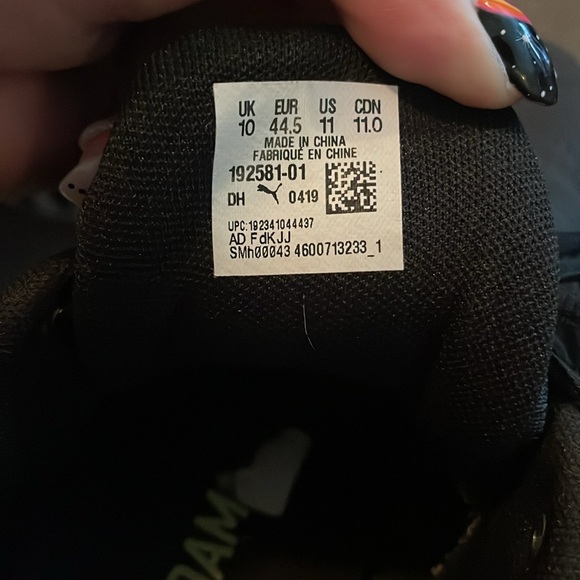 UK EUR US CDN
10 44.5 11 11.0
MADE IN CHINA
FABRIQUÉ EN CHINE
192581-01
DH 0419
UPC:192341044437
AD FdKJJ
SMh00043 4600713233_1